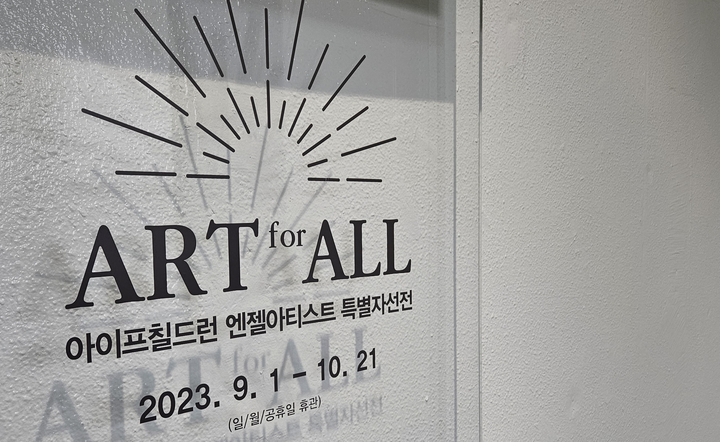 ART for ALL
아이프칠드런 엔젤아티스트 특별자선전
2023. 9. 1 – 10. 21
(일/월/공휴일 휴관)